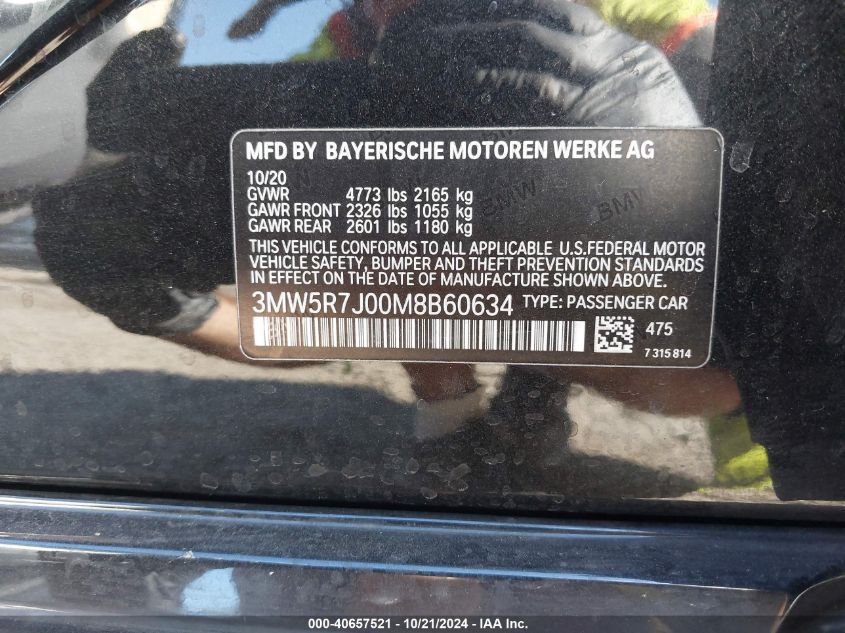 MFD BY BAYERISCHE MOTOREN WERKE AG
10/20
GVWR 4773 lbs 2165 kg
GAWR FRONT 2326 lbs 1055 kg
GAWR REAR 2601 lbs 1180 kg
THIS VEHICLE CONFORMS TO ALL APPLICABLE U.S.FEDERAL MOTOR
VEHICLE SAFETY, BUMPER AND THEFT PREVENTION STANDARDS
IN EFFECT ON THE DATE OF MANUFACTURE SHOWN ABOVE.
3MW5R7J00M8B60634 TYPE: PASSENGER CAR
475
7 315 814
BMW
BMW
000-40657521 - 10/21/2024 - IAA Inc.